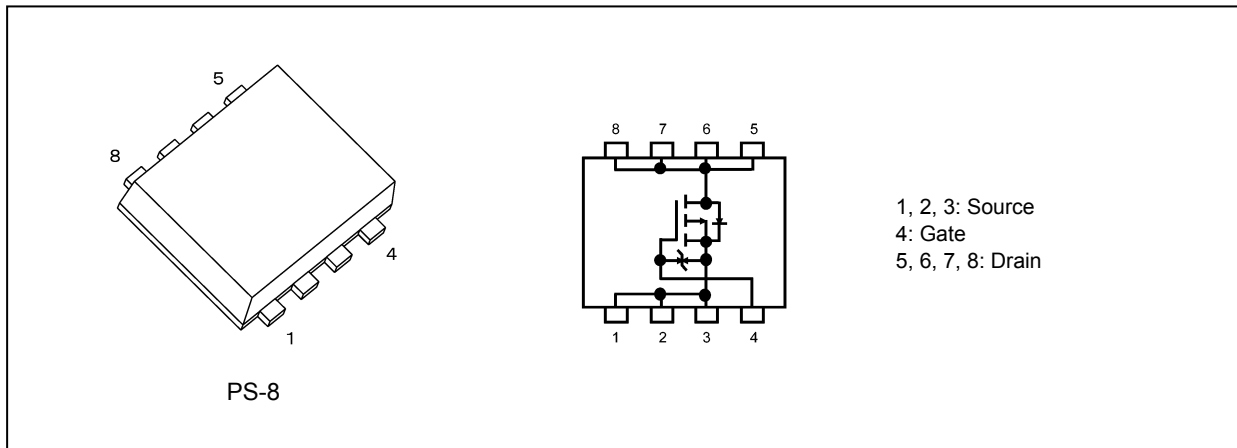 5
8
4
1
PS-8
8 7 6 5
1 2 3 4
1, 2, 3: Source
4: Gate
5, 6, 7, 8: Drain